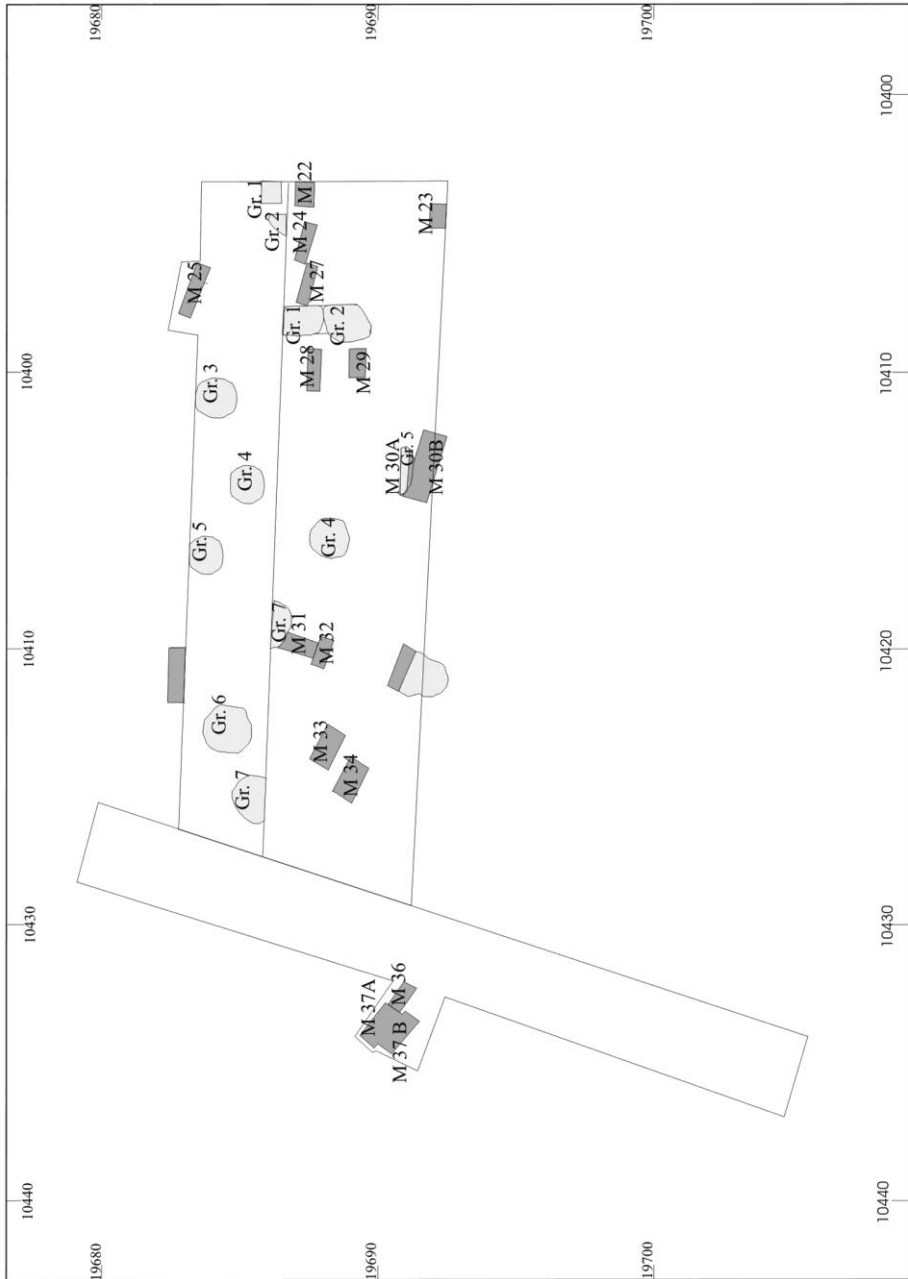 19680
19690
19700
10400
10400
10410
10410
10420
10430
10430
10440
10440
19680
19690
19700
Gr. 1
M 22
Gr. 2
M 24
M 23
M 25
M 27
Gr. 1
Gr. 2
M 28
M 29
Gr. 3
M 30A
Gr. 5
M 30B
Gr. 4
Gr. 5
Gr. 4
Gr. 7
M 31
M 32
Gr. 6
M 33
Gr. 7
M 34
M 37A
M 36
M 37 B